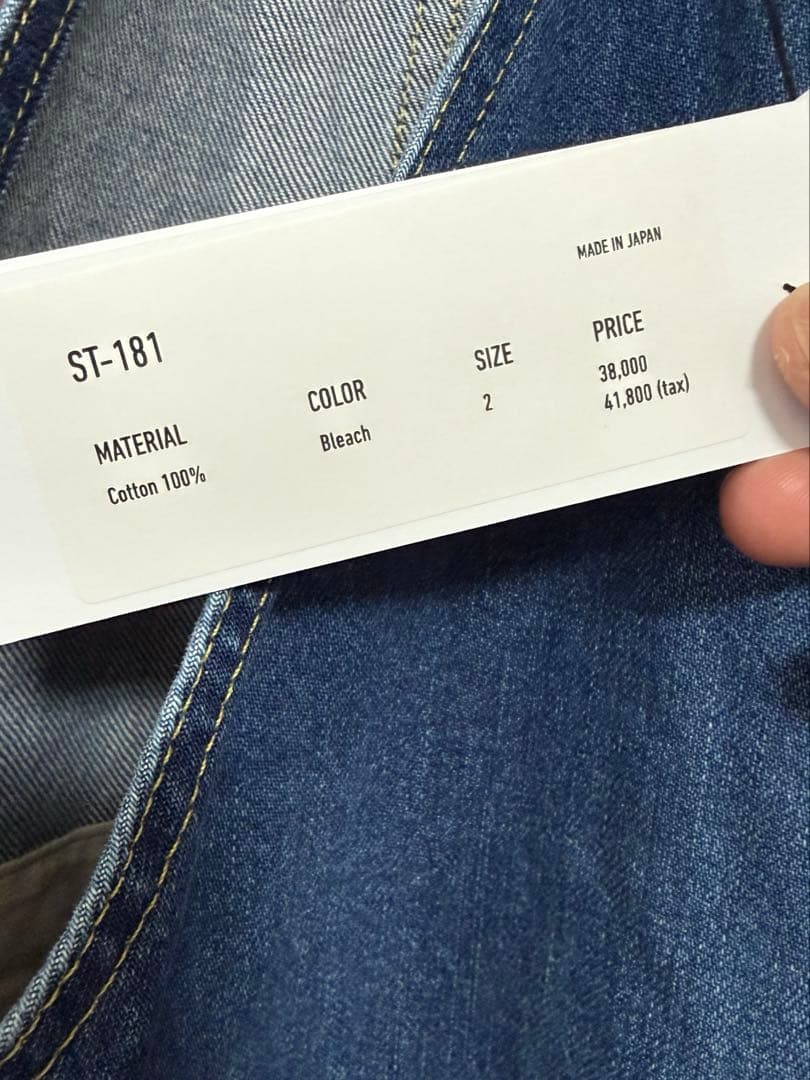 MADE IN JAPAN
ST-181
MATERIAL
Cotton 100%
COLOR
Bleach
SIZE
2
PRICE
38,000
41,800 (tax)